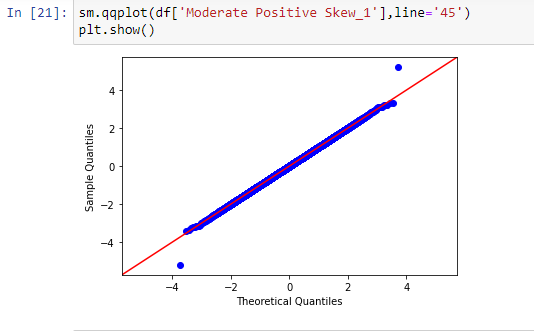 In [21]: sm.qqplot(df['Moderate Positive Skew_1'],line='45')
plt.show()
4
2
0
−2
−4
Sample Quantiles
−4 −2 0 2 4
Theoretical Quantiles